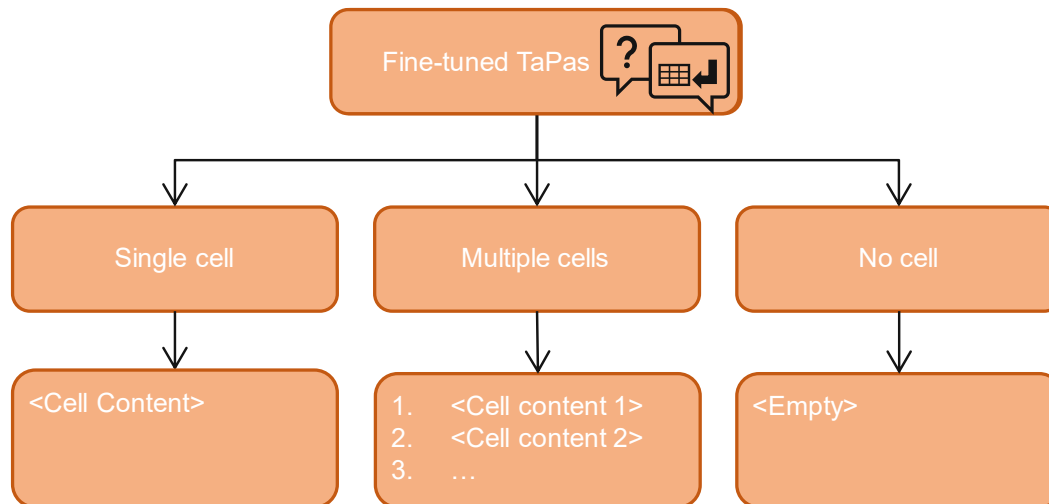 Fine-tuned TaPas
?
Single cell
Multiple cells
No cell
<Cell Content>
1. <Cell content 1>
2. <Cell content 2>
3. …
<Empty>